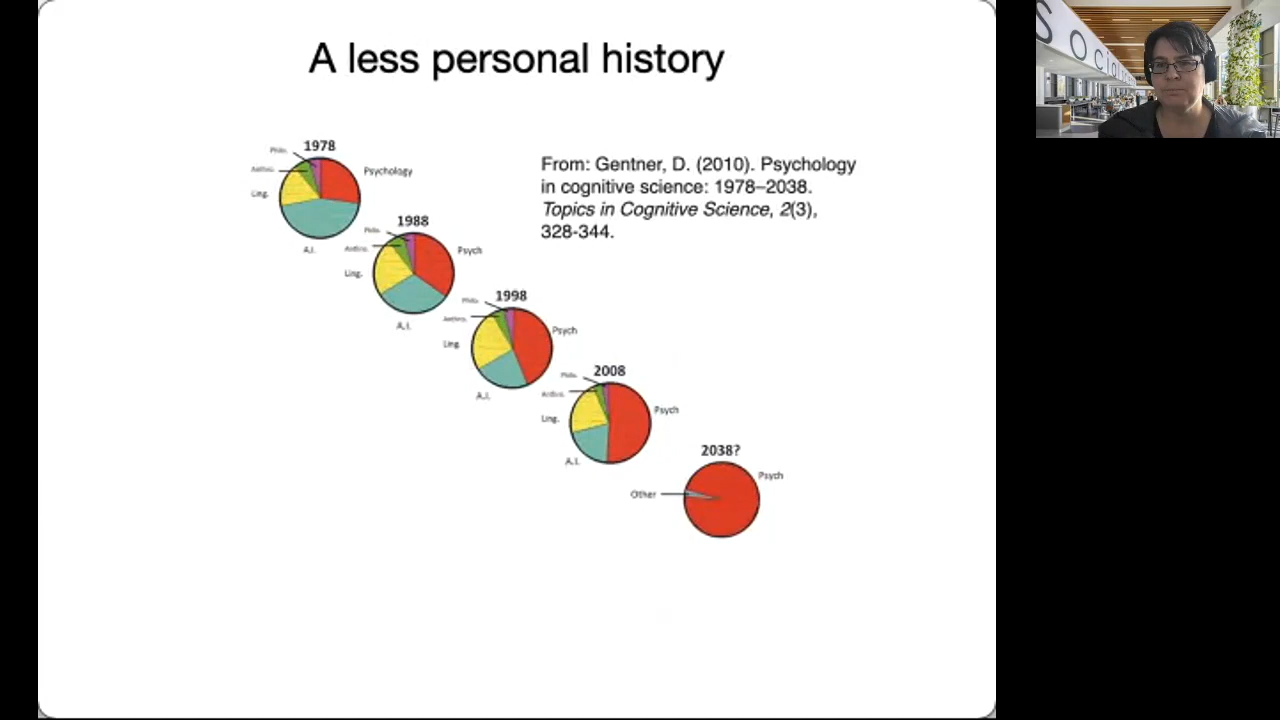 A less personal history
From: Gentner, D. (2010). Psychology
in cognitive science: 1978–2038.
Topics in Cognitive Science, 2(3),
328-344.
1978
Philo.
Anthro.
Psychology
Ling.
A.I.
1988
Philo.
Anthro.
Psych
Ling.
A.I.
1998
Philo.
Anthro.
Psych
Ling.
A.I.
2008
Philo.
Anthro.
Psych
Ling.
A.I.
2038?
Psych
Other